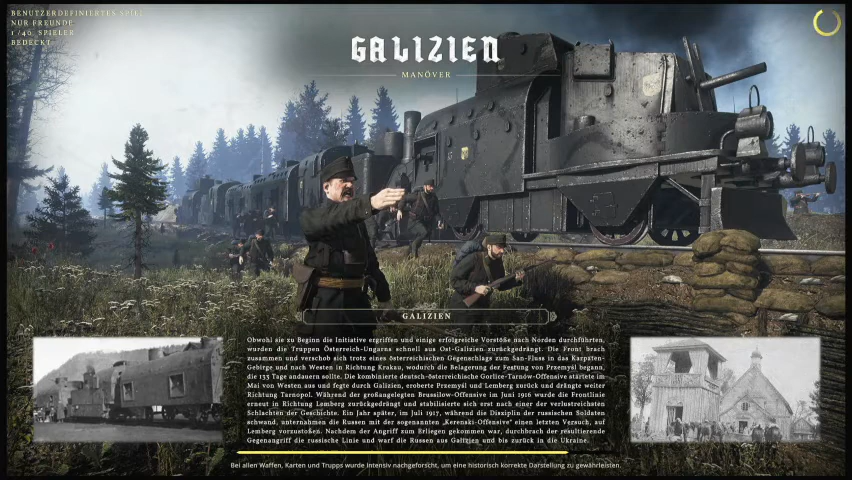 BENUTZERDEFINIERTES SPIEL
NUR FREUNDE
1 /40 SPIELER
BEDECKT
GALIZIEN
MANÖVER
GALIZIEN
Obwohl sie zu Beginn die Initiative ergriffen und einige erfolgreiche Vorstöße nach Norden durchführten,
wurden die Truppen Österreich-Ungarns schnell aus Ost-Galizien zurückgedrängt. Die Front brach
zusammen und verschob sich trotz eines österreichischen Gegenschlags zum San-Fluss in das Karpaten-
Gebirge und nach Westen in Richtung Krakau, wodurch die Belagerung der Festung von Przemyśl begann,
die 133 Tage andauern sollte. Die kombinierte deutsch-österreichische Gorlice-Tarnów-Offensive startete im
Mai von Westen aus und fegte durch Galizien, eroberte Przemyśl und Lemberg zurück und drängte weiter
Richtung Tarnopol. Während der großangelegten Brussilow-Offensive im Juni 1916 wurde die Frontlinie
erneut in Richtung Lemberg zurückgedrängt und stabilisierte sich erst nach einer der verlustreichsten
Schlachten der Geschichte. Ein Jahr später, im Juli 1917, während die Disziplin der russischen Soldaten
schwand, unternahmen die Russen mit der sogenannten „Kerenski-Offensive" einen letzten Versuch, auf
Lemberg vorzustoßen. Nachdem der Angriff zum Erliegen gekommen war, durchbrach der resultierende
Gegenangriff die russische Linie und warf die Russen aus Galizien und bis zurück in die Ukraine.
Bei allen Waffen, Karten und Trupps wurde intensiv nachgeforscht, um eine historisch korrekte Darstellung zu gewährleisten.